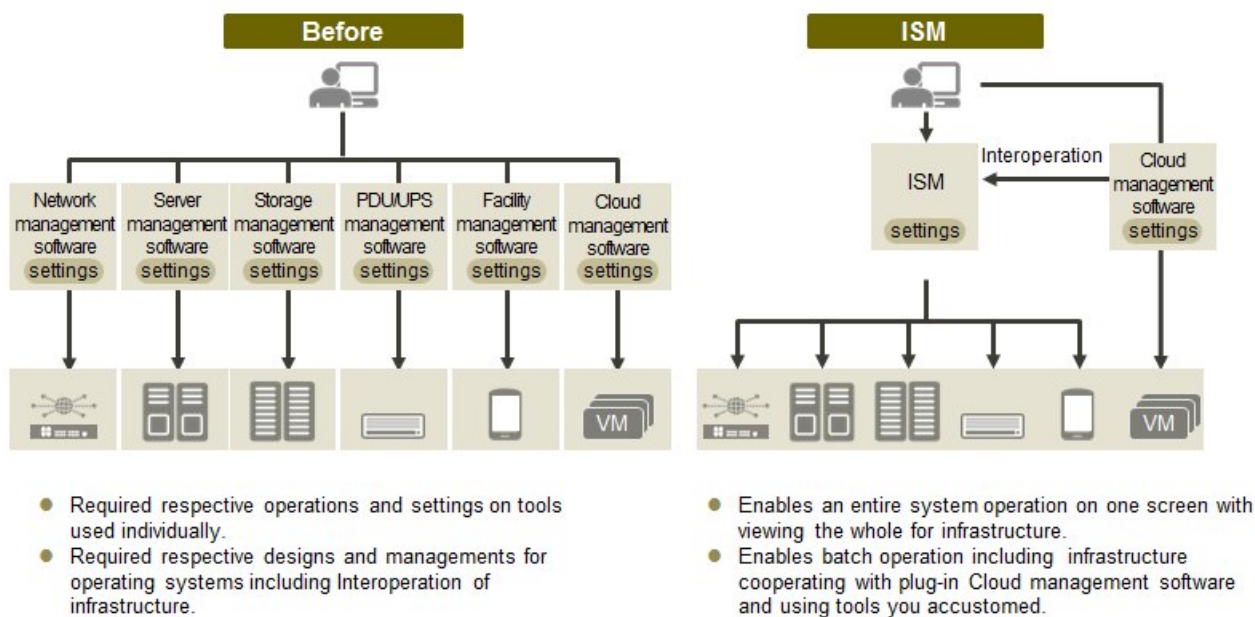 Before
Network
management
software
settings
Server
management
software
settings
Storage
management
software
settings
PDU/UPS
management
software
settings
Facility
management
software
settings
Cloud
management
software
settings
VM
● Required respective operations and settings on tools
used individually.
● Required respective designs and managements for
operating systems including Interoperation of
infrastructure.
ISM
ISM
settings
Interoperation
Cloud
management
software
settings
VM
● Enables an entire system operation on one screen with
viewing the whole for infrastructure.
● Enables batch operation including infrastructure
cooperating with plug-in Cloud management software
and using tools you accustomed.